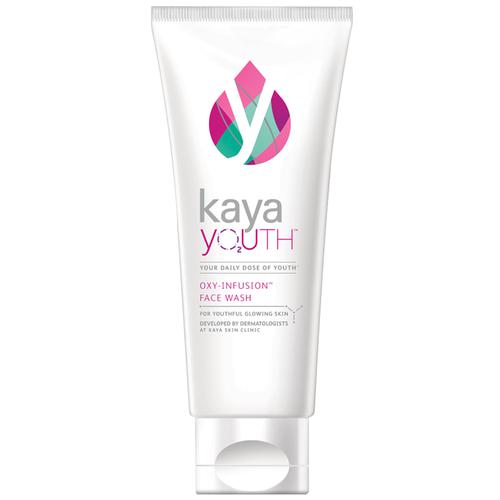 y
kaya
YO₂UTH™
YOUR DAILY DOSE OF YOUTH™
OXY-INFUSION™
FACE WASH
FOR YOUTHFUL GLOWING SKIN
DEVELOPED BY DERMATOLOGISTS
AT KAYA SKIN CLINIC